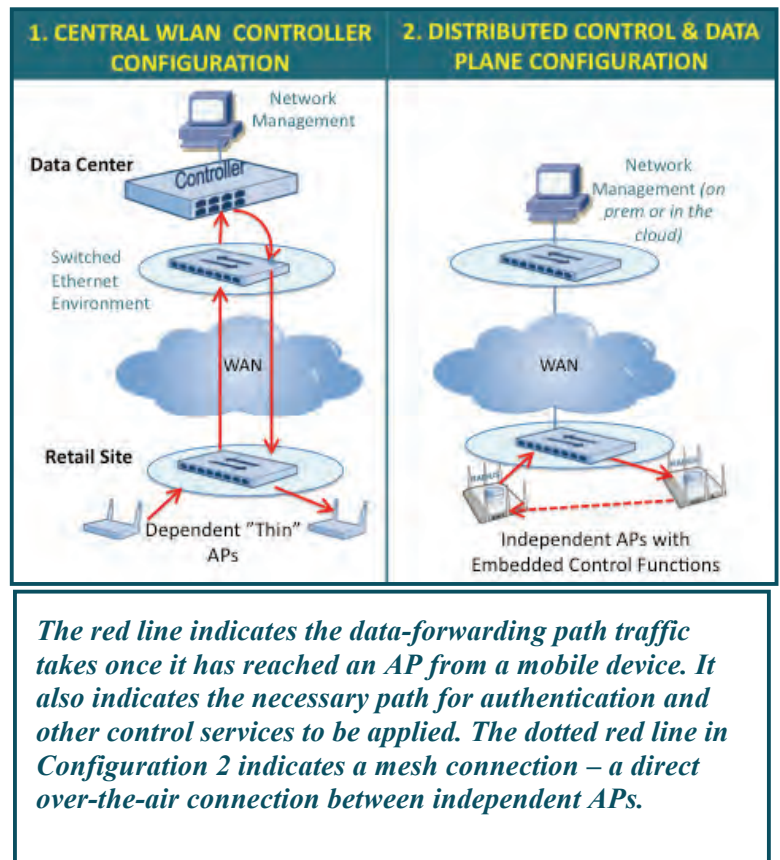 1. CENTRAL WLAN CONTROLLER
CONFIGURATION
Network
Management
Data Center
Controller
Switched
Ethernet
Environment
WAN
Retail Site
Dependent "Thin"
APs
2. DISTRIBUTED CONTROL & DATA
PLANE CONFIGURATION
Network
Management (on
prem or in the
cloud)
WAN
RADIUS
RADIUS
Independent APs with
Embedded Control Functions
The red line indicates the data-forwarding path traffic
takes once it has reached an AP from a mobile device. It
also indicates the necessary path for authentication and
other control services to be applied. The dotted red line in
Configuration 2 indicates a mesh connection – a direct
over-the-air connection between independent APs.